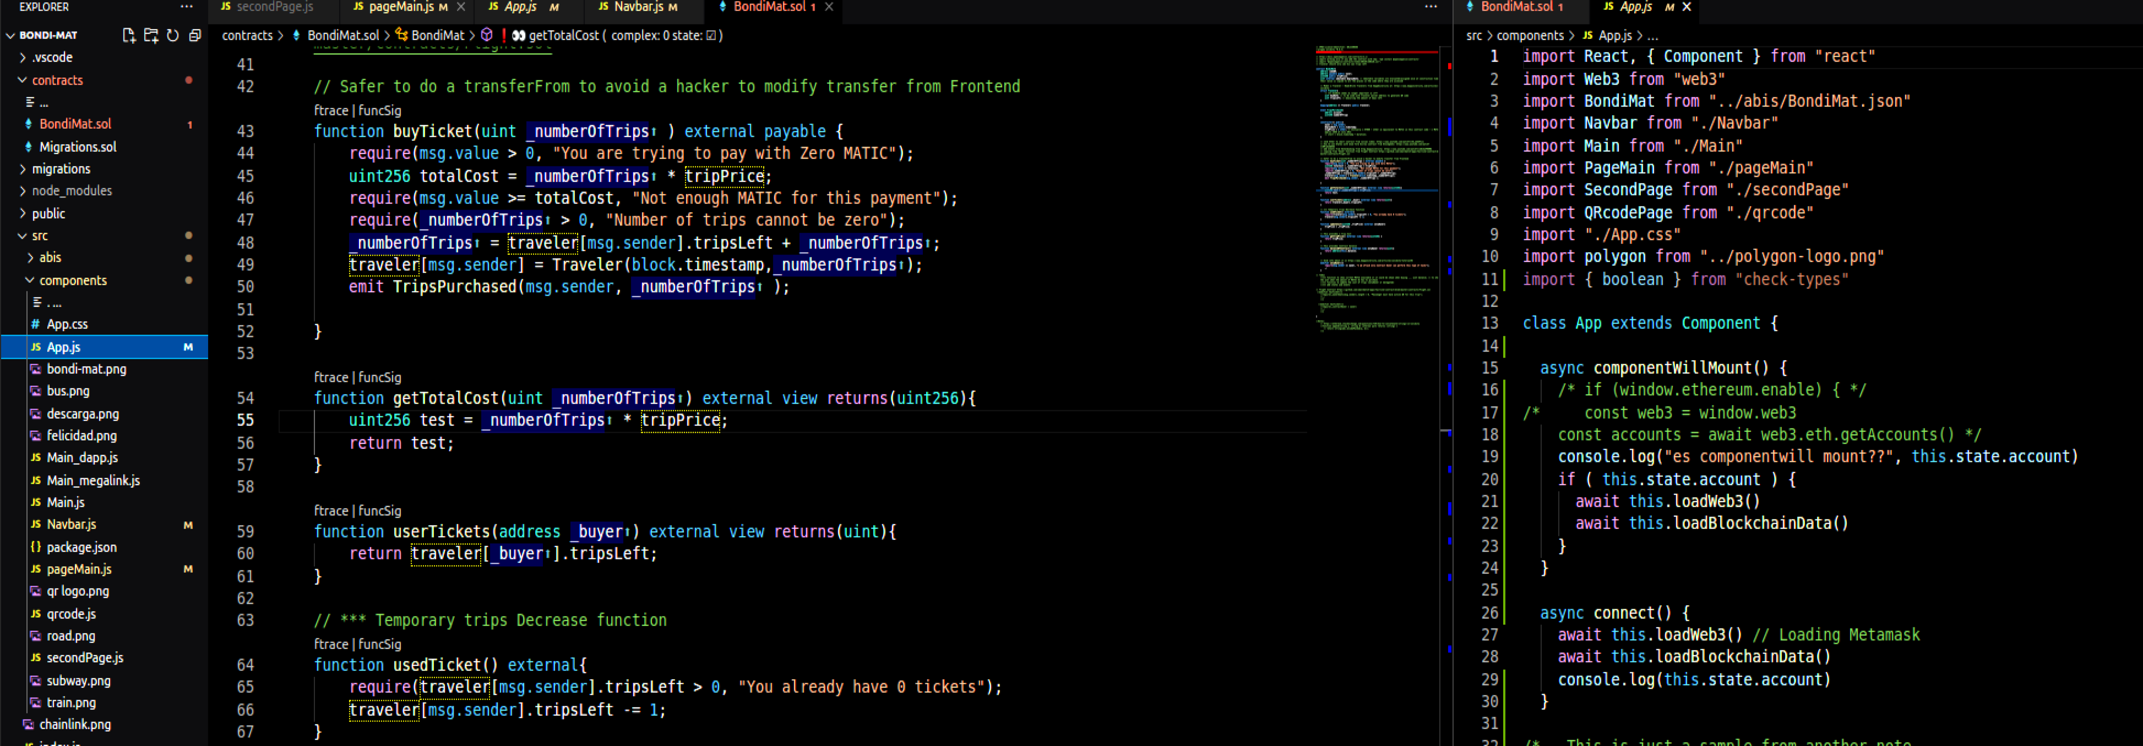 EXPLORER
BONDI-MAT
.vscode
contracts
...
BondiMat.sol 1
Migrations.sol
migrations
node_modules
public
src
abis
components
. ...
App.css
App.js M
bondi-mat.png
bus.png
descarga.png
felicidad.png
Main_dapp.js
Main_megalink.js
Main.js
Navbar.js M
package.json
pageMain.js M
qr logo.png
qrcode.js
road.png
secondPage.js
subway.png
train.png
chainlink.png
index.js
secondPage.js
pageMain.js M
App.js M
Navbar.js M
BondiMat.sol 1
contracts > BondiMat.sol > BondiMat > getTotalCost ( complex: 0 state: )
master/contracts/Flight.sol
41
42 // Safer to do a transferFrom to avoid a hacker to modify transfer from Frontend
ftrace | funcSig
43 function buyTicket(uint _numberOfTrips↑ ) external payable {
44 require(msg.value > 0, "You are trying to pay with Zero MATIC");
45 uint256 totalCost = _numberOfTrips↑ * tripPrice;
46 require(msg.value >= totalCost, "Not enough MATIC for this payment");
47 require(_numberOfTrips↑ > 0, "Number of trips cannot be zero");
48 _numberOfTrips↑ = traveler[msg.sender].tripsLeft + _numberOfTrips↑;
49 traveler[msg.sender] = Traveler(block.timestamp,_numberOfTrips↑);
50 emit TripsPurchased(msg.sender, _numberOfTrips↑ );
51
52 }
53
ftrace | funcSig
54 function getTotalCost(uint _numberOfTrips↑) external view returns(uint256){
55 uint256 test = _numberOfTrips↑ * tripPrice;
56 return test;
57 }
58
ftrace | funcSig
59 function userTickets(address _buyer↑) external view returns(uint){
60 return traveler[_buyer↑].tripsLeft;
61 }
62
63 // *** Temporary trips Decrease function
ftrace | funcSig
64 function usedTicket() external{
65 require(traveler[msg.sender].tripsLeft > 0, "You already have 0 tickets");
66 traveler[msg.sender].tripsLeft -= 1;
67 }
BondiMat.sol 1
App.js M
src > components > App.js > ...
1 import React, { Component } from "react"
2 import Web3 from "web3"
3 import BondiMat from "../abis/BondiMat.json"
4 import Navbar from "./Navbar"
5 import Main from "./Main"
6 import PageMain from "./pageMain"
7 import SecondPage from "./secondPage"
8 import QRcodePage from "./qrcode"
9 import "./App.css"
10 import polygon from "../polygon-logo.png"
11 import { boolean } from "check-types"
12
13 class App extends Component {
14
15 async componentWillMount() {
16 /* if (window.ethereum.enable) { */
17 /* const web3 = window.web3
18 const accounts = await web3.eth.getAccounts() */
19 console.log("es componentwill mount??", this.state.account)
20 if ( this.state.account ) {
21 await this.loadWeb3()
22 await this.loadBlockchainData()
23 }
24 }
25
26 async connect() {
27 await this.loadWeb3() // Loading Metamask
28 await this.loadBlockchainData()
29 console.log(this.state.account)
30 }
31
32 /* This is just a sample from another note